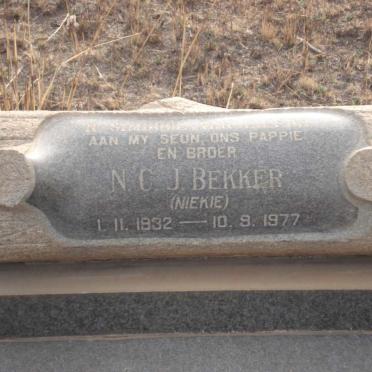 AAN MY SEUN ONS PAPPIE
EN BROER
N. C. J. BEKKER
(NIEKIE)
1. 11. 1932 — 10. 9. 1977